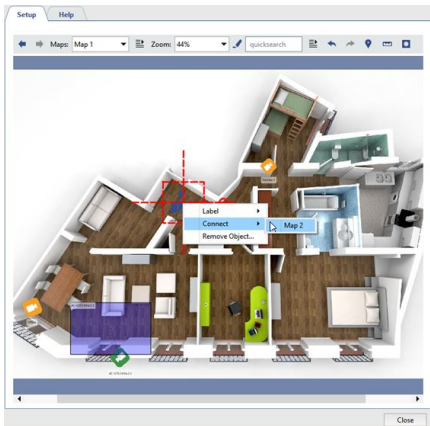 Setup Help
Maps: Map 1 Zoom: 44% quicksearch
Label
Connect Map 2
Remove Object...
Close